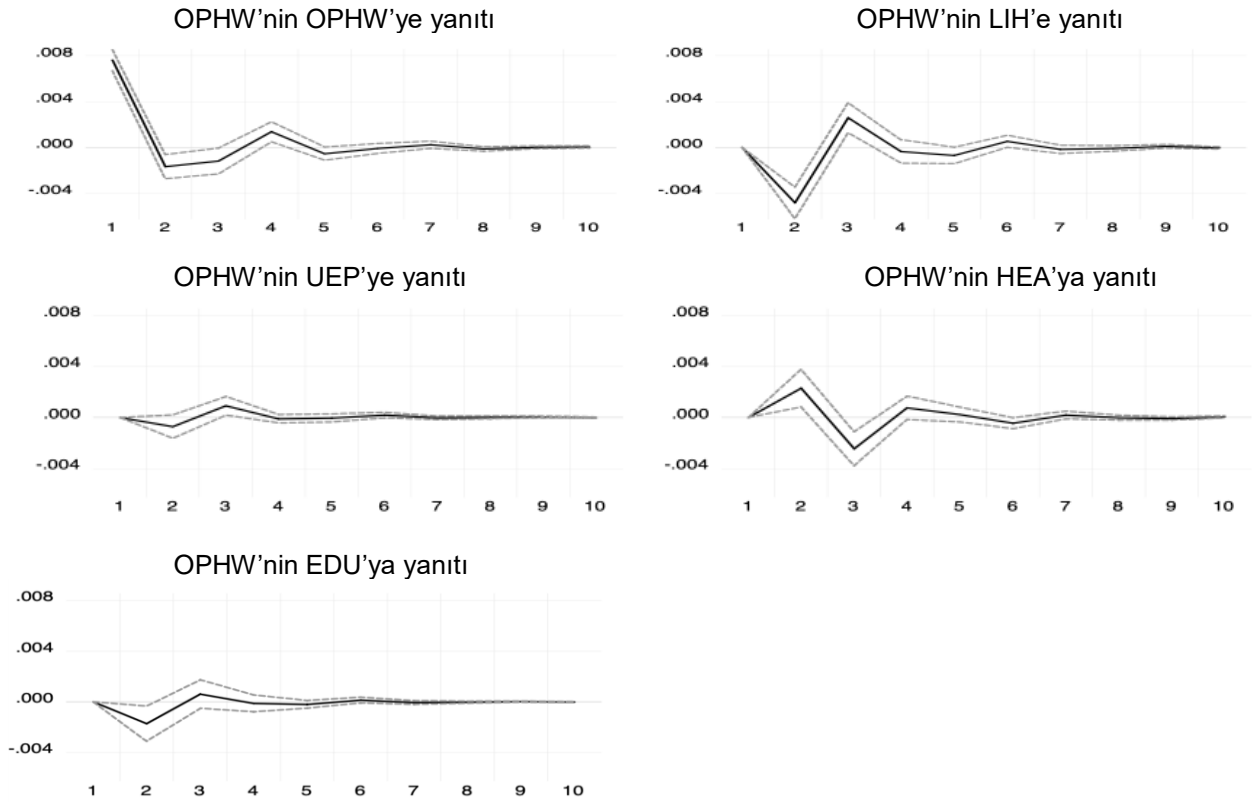 OPHW’nin OPHW’ye yanıtı
.008
.004
.000
-.004
1 2 3 4 5 6 7 8 9 10
OPHW’nin LIH’e yanıtı
.008
.004
.000
-.004
1 2 3 4 5 6 7 8 9 10
OPHW’nin UEP’ye yanıtı
.008
.004
.000
-.004
1 2 3 4 5 6 7 8 9 10
OPHW’nin HEA’ya yanıtı
.008
.004
.000
-.004
1 2 3 4 5 6 7 8 9 10
OPHW’nin EDU’ya yanıtı
.008
.004
.000
-.004
1 2 3 4 5 6 7 8 9 10